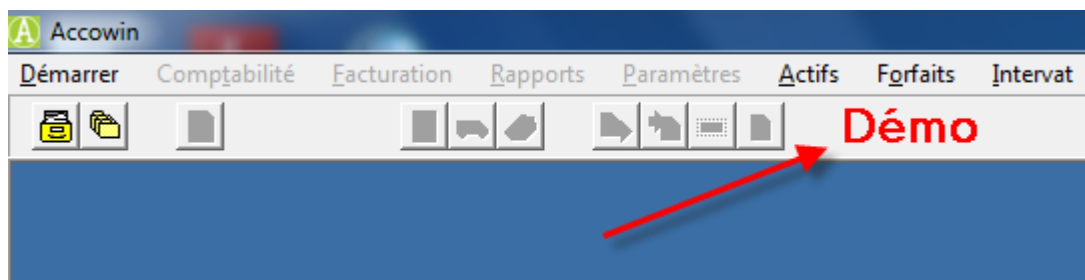 Accowin
Démarrer Comptabilité Facturation Rapports Paramètres Actifs Forfaits Intervat
Démo